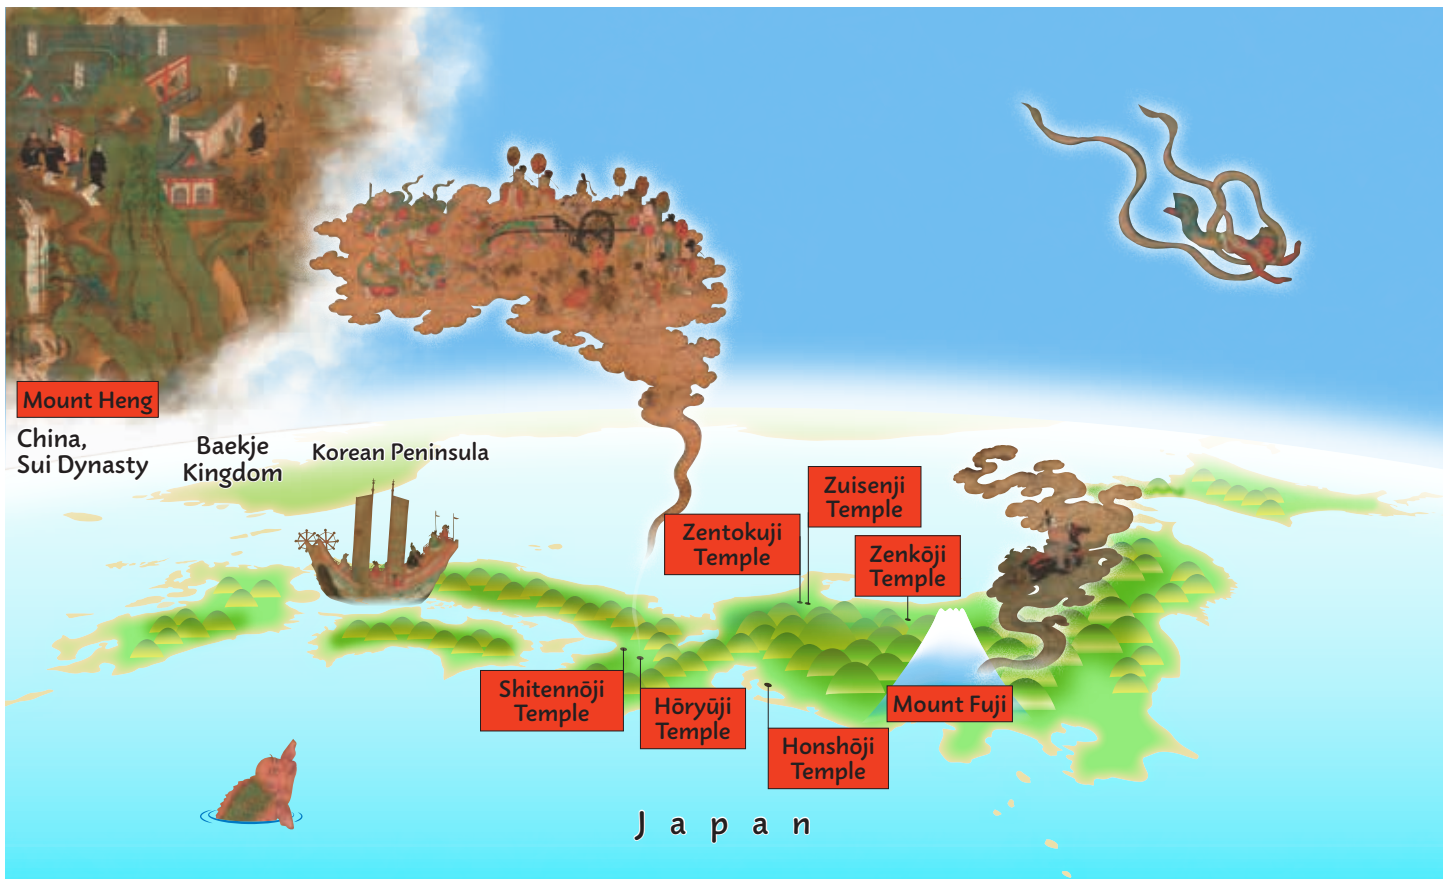 Mount Heng
China,
Sui Dynasty
Baekje
Kingdom
Korean Peninsula
Zuisenji
Temple
Zentokuji
Temple
Zenkōji
Temple
Shitennōji
Temple
Hōryūji
Temple
Mount Fuji
Honshōji
Temple
Japan